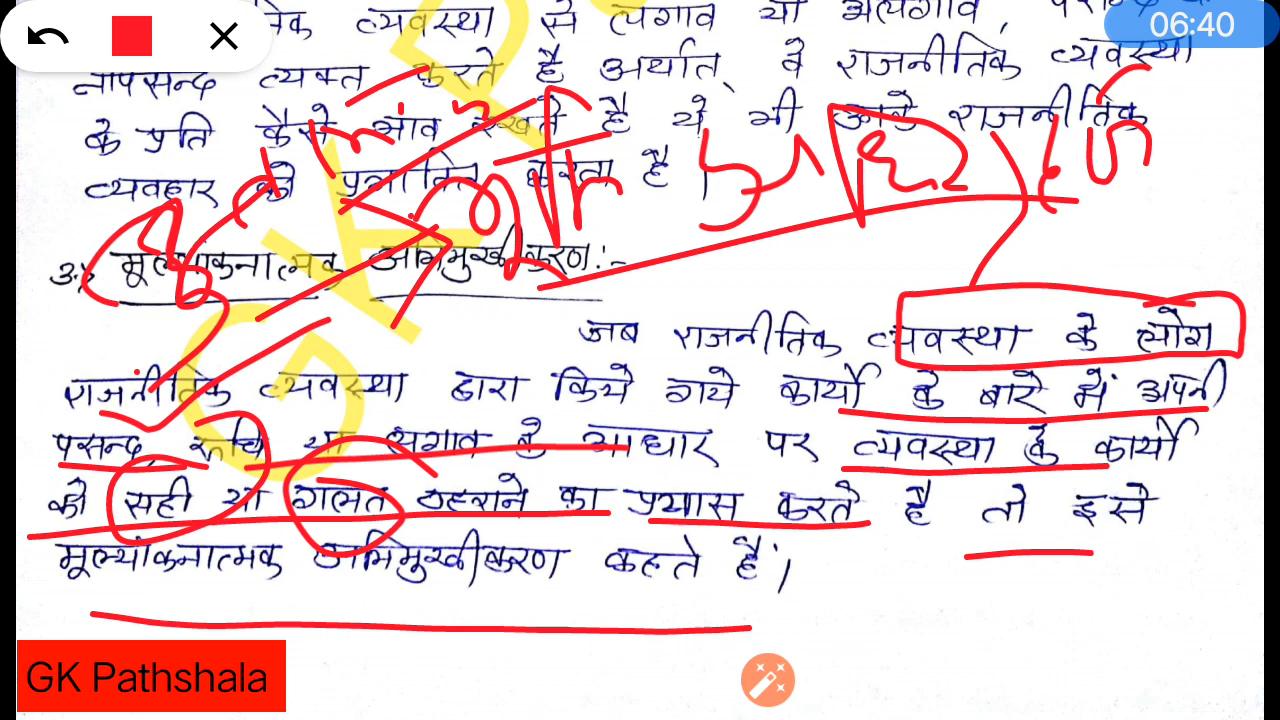 06:40
व्यवस्था से लगाव या अलगाव,
नापसन्द व्यक्त करते है अर्थात वे राजनीतिक व्यवस्था
के प्रति कैसे भाव रखते है ये भी उनके राजनीतिक
व्यवहार को प्रभावित करता है।
3) मूल्यांकनात्मक अभिमुखीकरण:-
जब राजनीतिक व्यवस्था के लोग
राजनीतिक व्यवस्था द्वारा किये गये कार्यों के बारे में अपनी
पसन्द, रूचि या लगाव के आधार पर व्यवस्था के कार्यों
को सही या गलत ठहराने का प्रयास करते है तो इसे
मूल्यांकनात्मक अभिमुखीकरण कहते हैं।
GK Pathshala